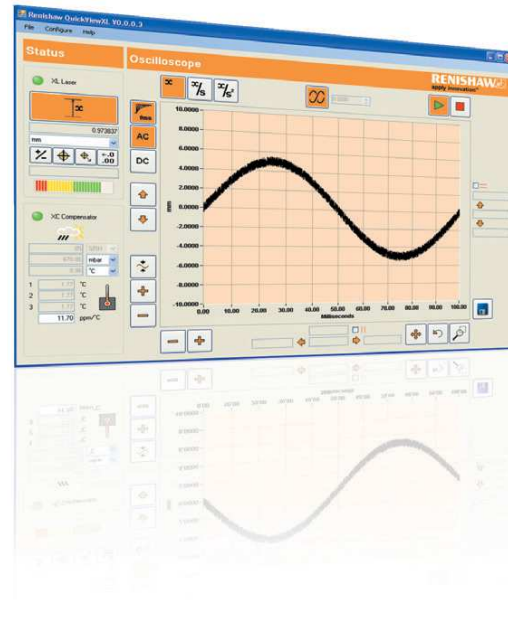 Renishaw QuickViewXL V0.0.0.3
File Configure Help
Status
XL Laser
0.973837
mm
XC Compensator
mbar
°C
1 °C
2 °C
3 °C
11.70 ppm/°C
Oscilloscope
RENISHAW
apply innovation™
AC
DC
mm
10.0000
8.0000
6.0000
4.0000
2.0000
0.0000
-2.0000
-4.0000
-6.0000
-8.0000
-10.0000
0.00 10.00 20.00 30.00 40.00 50.00 60.00 70.00 80.00 90.00 100.00
Milliseconds